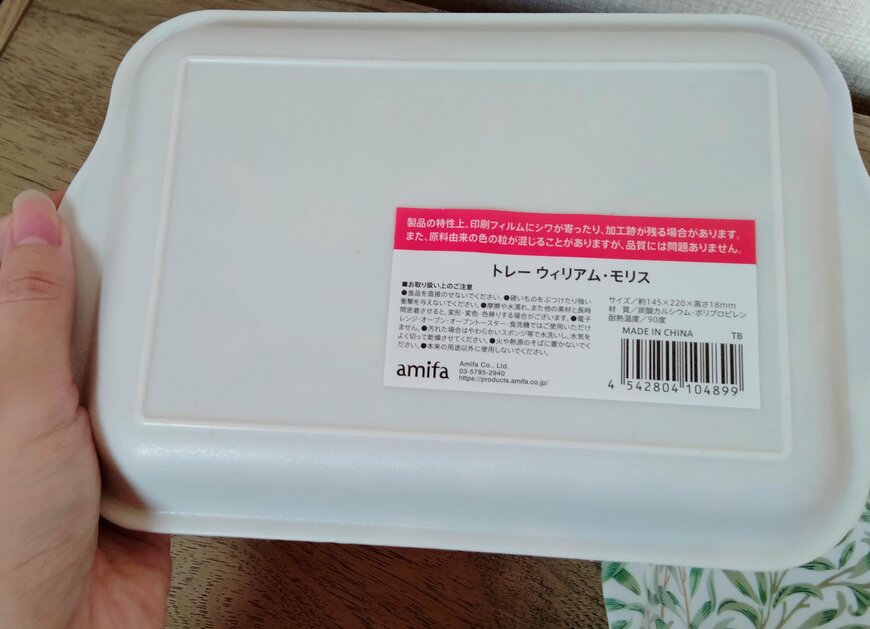 製品の特性上、印刷フィルムにシワが寄ったり、加工跡が残る場合があります。
また、原料由来の色の粒が混じることがありますが、品質には問題ありません。
トレー ウィリアム・モリス
■お取り扱い上のご注意
●食品を直接のせないでください。●硬いものをぶつけたり強い
衝撃を与えないでください。●摩擦や水濡れ、また他の素材と長時
間密着させると、変形・変色・色移りする場合がございます。●電子
レンジ・オーブン・オーブントースター・食洗機ではご使用いただけ
ません。●汚れた場合はやわらかいスポンジ等で水洗いし、水気を
よく切って乾燥させてください。●火や熱源のそばに置かないでく
ださい。●本来の用途以外に使用しないでください。
サイズ/約145×220×高さ18mm
材 質/炭酸カルシウム・ポリプロピレン
耐熱温度/90度
MADE IN CHINA TB
amifa
Amifa Co., Ltd.
03-5785-2940
https://products.amifa.co.jp/
4 542804 104899